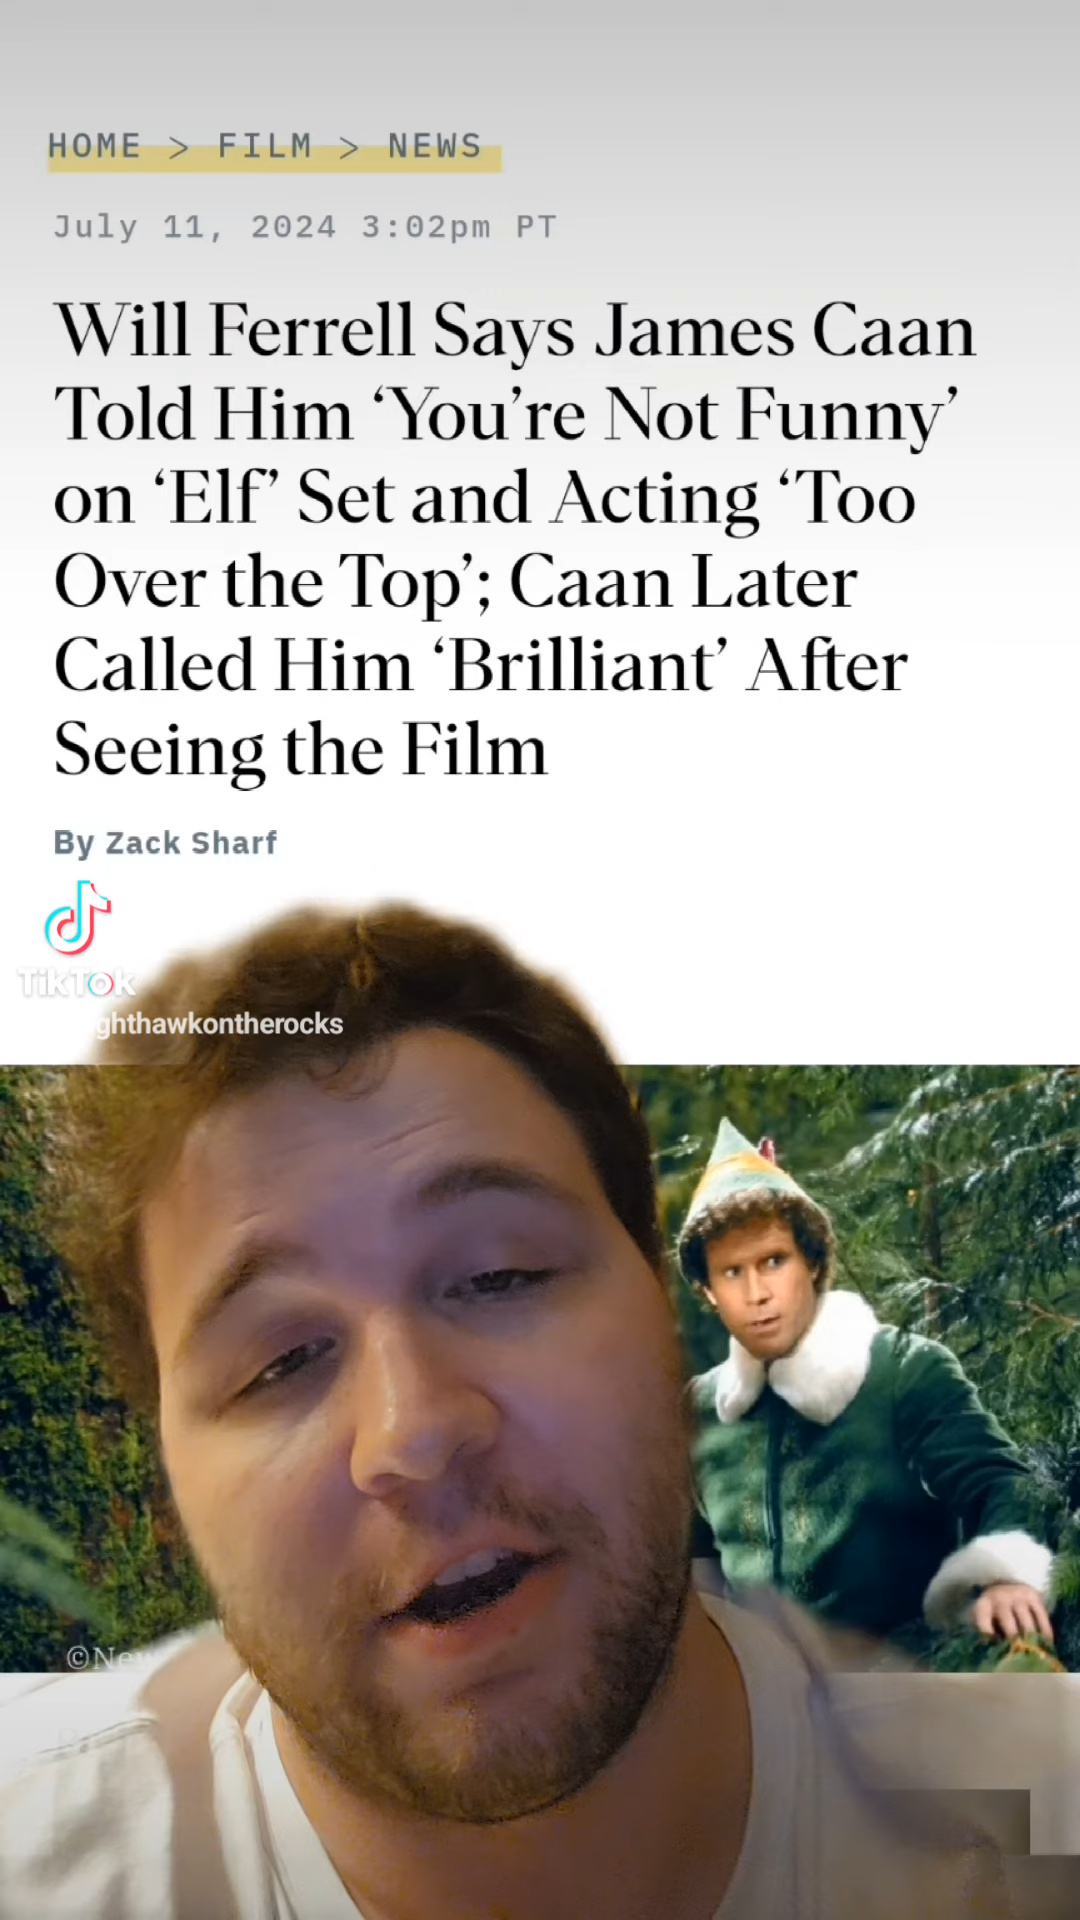 HOME > FILM > NEWS
July 11, 2024 3:02pm PT
Will Ferrell Says James Caan
Told Him ‘You’re Not Funny’
on ‘Elf’ Set and Acting ‘Too
Over the Top’; Caan Later
Called Him ‘Brilliant’ After
Seeing the Film
By Zack Sharf
TikTok
ghthawkontherocks